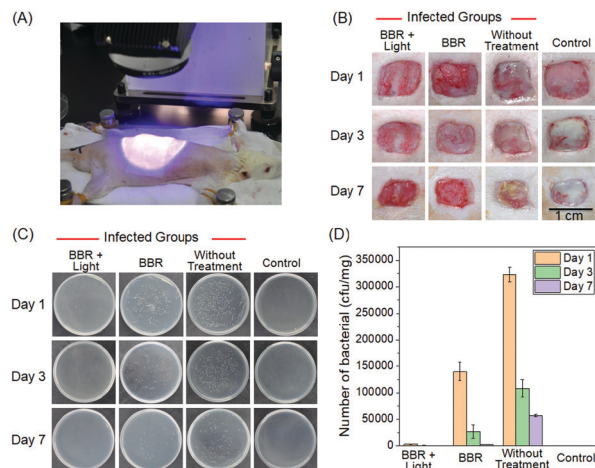 (A)
(B)
Infected Groups
BBR +
Light
BBR
Without
Treatment
Control
Day 1
Day 3
Day 7
1 cm
(C)
Infected Groups
BBR +
Light
BBR
Without
Treatment
Control
Day 1
Day 3
Day 7
(D)
Number of bacterial (cfu/mg)
400000
350000
300000
250000
200000
150000
100000
50000
0
Day 1
Day 3
Day 7
BBR +
Light
BBR
Without
Treatment
Control